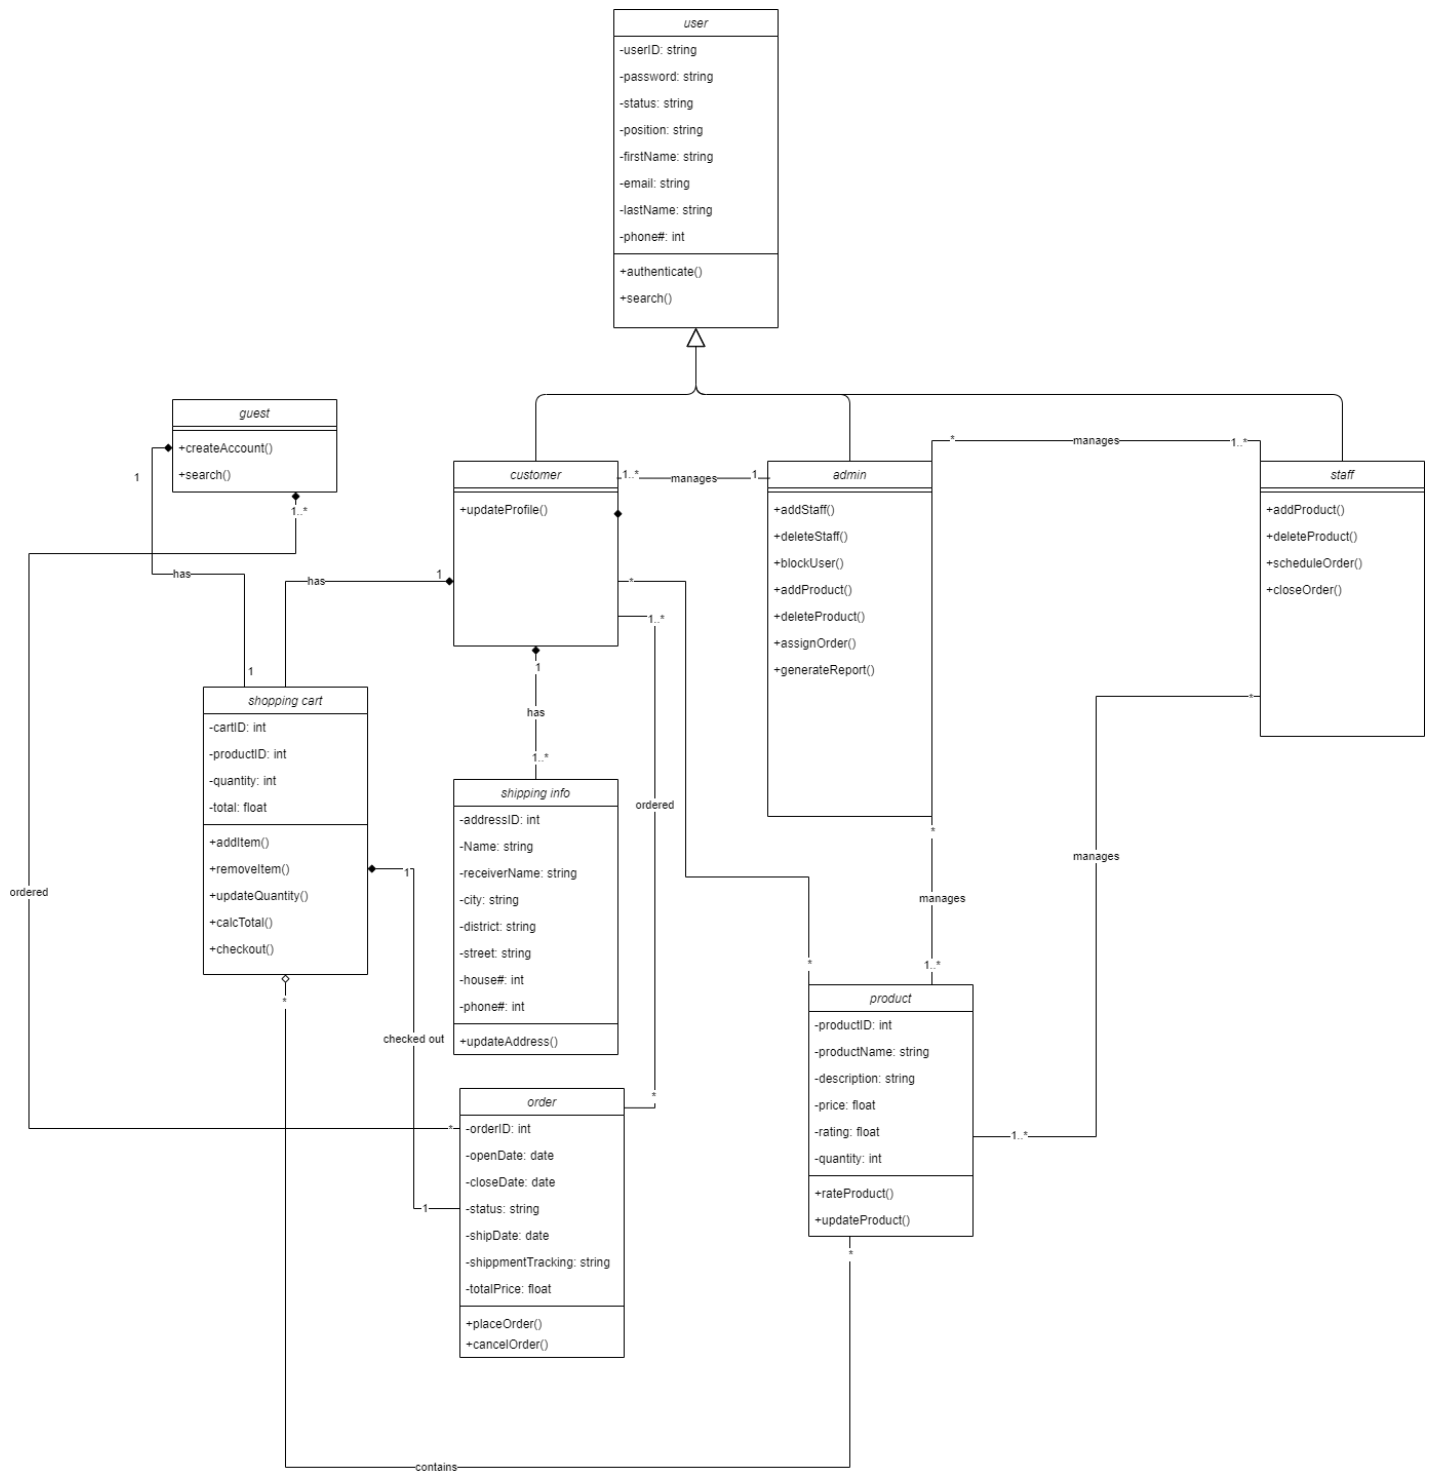 user
-userID: string
-password: string
-status: string
-position: string
-firstName: string
-email: string
-lastName: string
-phone#: int
+authenticate()
+search()
guest
+createAccount()
+search()
1
1..*
has
1
customer
+updateProfile()
1..*
manages
1
admin
+addStaff()
+deleteStaff()
+blockUser()
+addProduct()
+deleteProduct()
+assignOrder()
+generateReport()
*
manages
1..*
staff
+addProduct()
+deleteProduct()
+scheduleOrder()
+closeOrder()
has
1
*
1..*
1
has
1..*
shopping cart
-cartID: int
-productID: int
-quantity: int
-total: float
+addItem()
+removeItem()
+updateQuantity()
+calcTotal()
+checkout()
*
shipping info
-addressID: int
-Name: string
-receiverName: string
-city: string
-district: string
-street: string
-house#: int
-phone#: int
+updateAddress()
ordered
*
manages
1..*
*
*
manages
1..*
ordered
1
checked out
1
*
*
order
-orderID: int
-openDate: date
-closeDate: date
-status: string
-shipDate: date
-shippmentTracking: string
-totalPrice: float
+placeOrder()
+cancelOrder()
product
-productID: int
-productName: string
-description: string
-price: float
-rating: float
-quantity: int
+rateProduct()
+updateProduct()
*
contains